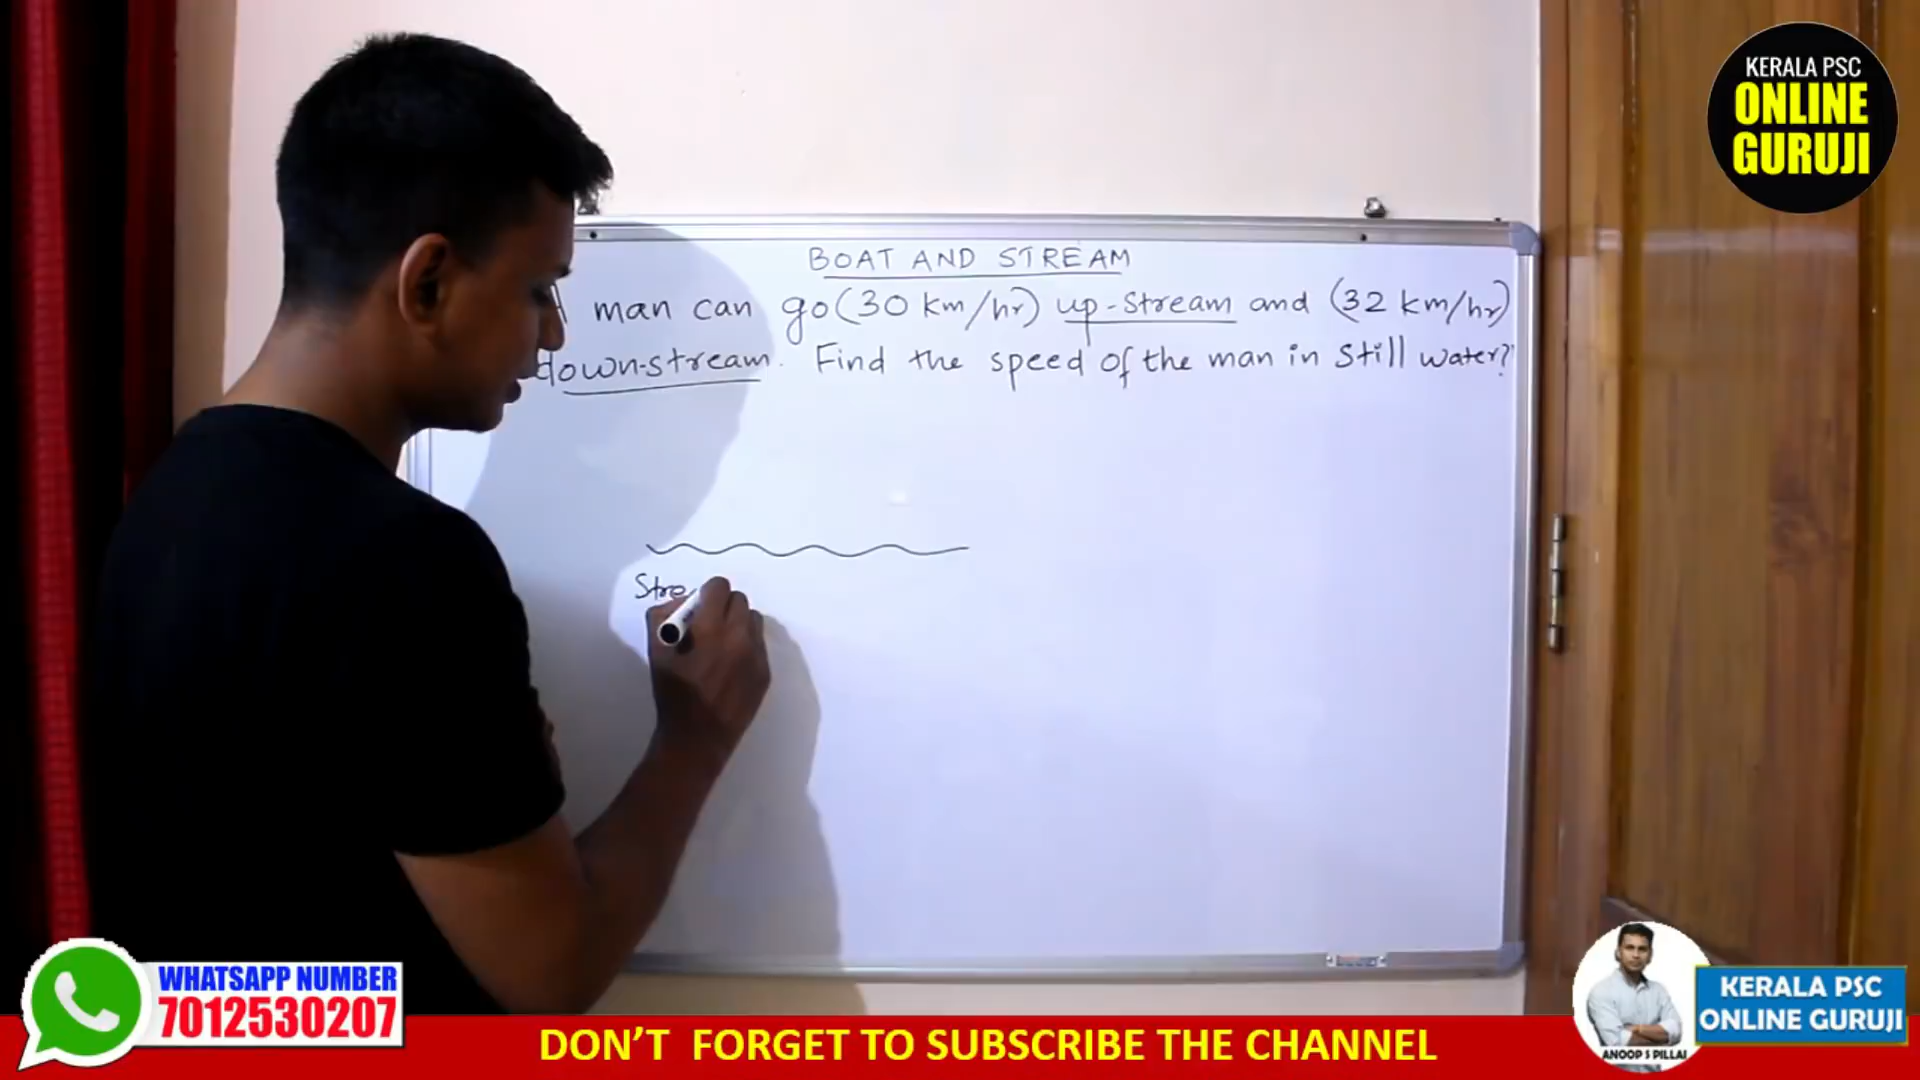 KERALA PSC
ONLINE
GURUJI
BOAT AND STREAM
A man can go (30 km/hr) up-stream and (32 km/hr)
down-stream. Find the speed of the man in still water?
Stre
WHATSAPP NUMBER
7012530207
DON'T FORGET TO SUBSCRIBE THE CHANNEL
ANOOP S PILLAI
KERALA PSC
ONLINE GURUJI